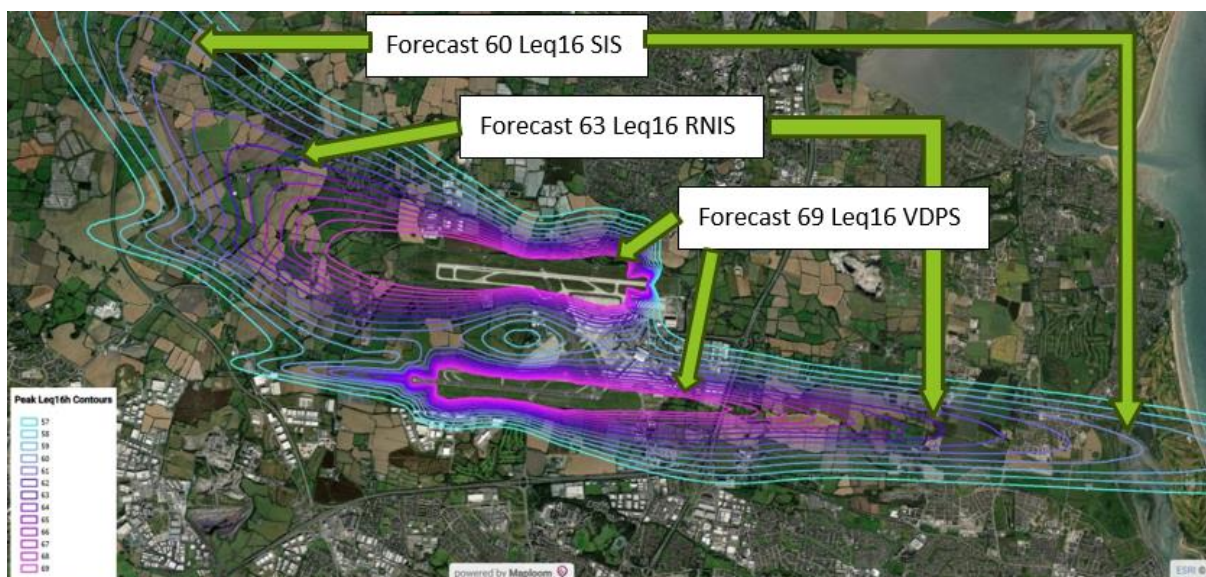 Forecast 60 Leq16 SIS
Forecast 63 Leq16 RNIS
Forecast 69 Leq16 VDPS
Peak Leq16h Contours
57
58
59
60
61
62
63
64
65
66
67
68
69
powered by Maploom
ESRI ©